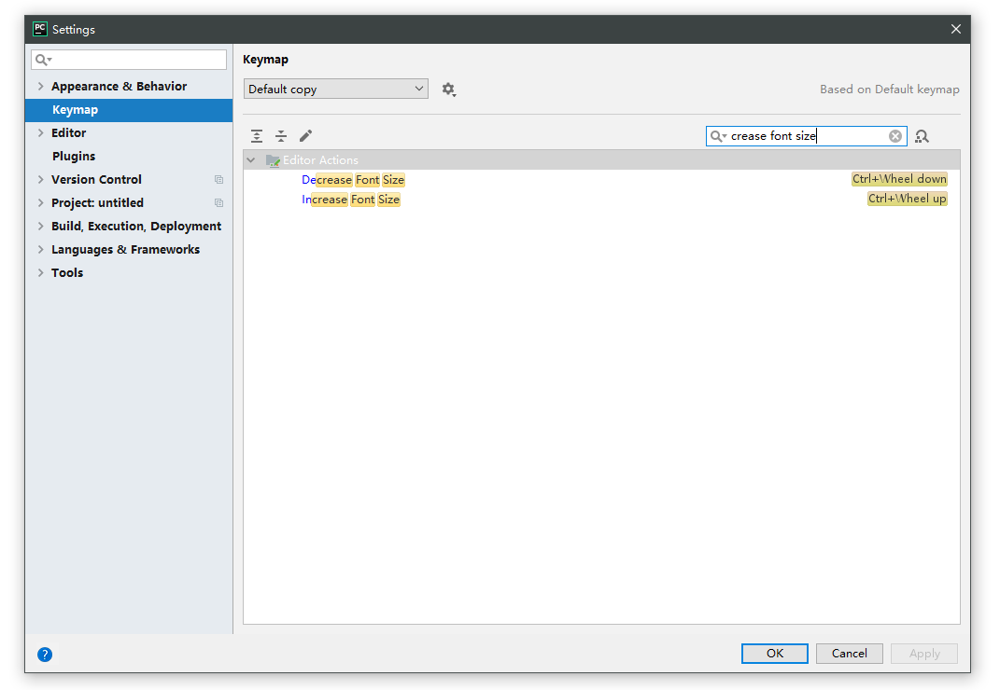 PC Settings
Keymap
Default copy
Based on Default keymap
Appearance & Behavior
Keymap
Editor
Plugins
Version Control
Project: untitled
Build, Execution, Deployment
Languages & Frameworks
Tools
crease font size
Editor Actions
Decrease Font Size Ctrl+Wheel down
Increase Font Size Ctrl+Wheel up
?
OK Cancel Apply